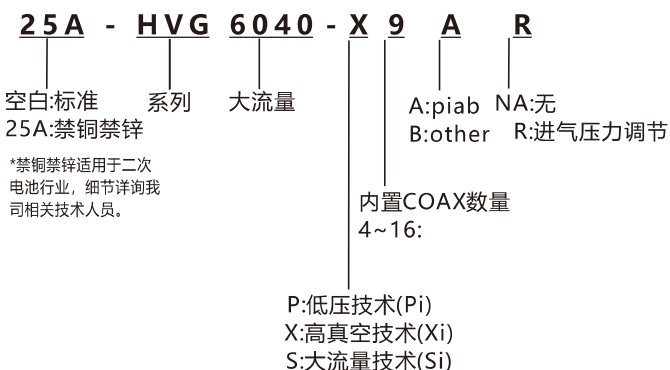 25A - HVG 6040 - X 9 A R
空白:标准
25A:禁铜禁锌
*禁铜禁锌适用于二次
电池行业，细节详询我
司相关技术人员。
系列
大流量
A:piab
B:other
NA:无
R:进气压力调节
内置COAX数量
4~16:
P:低压技术(Pi)
X:高真空技术(Xi)
S:大流量技术(Si)